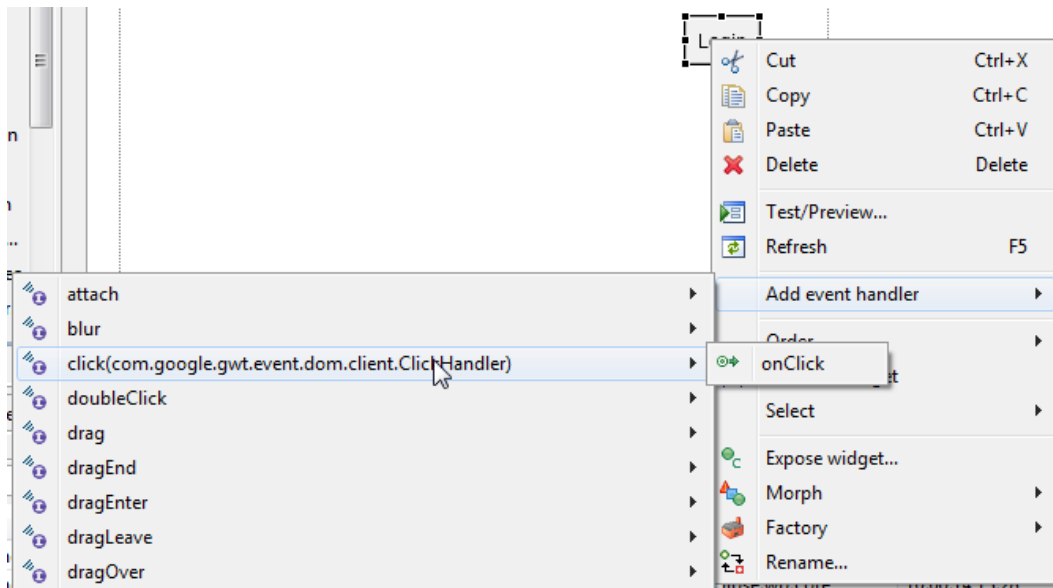 Login
Cut Ctrl+X
Copy Ctrl+C
Paste Ctrl+V
Delete Delete
Test/Preview...
Refresh F5
Add event handler
Order
Select
Expose widget...
Morph
Factory
Rename...
attach
blur
click(com.google.gwt.event.dom.client.ClickHandler)
doubleClick
drag
dragEnd
dragEnter
dragLeave
dragOver
onClick